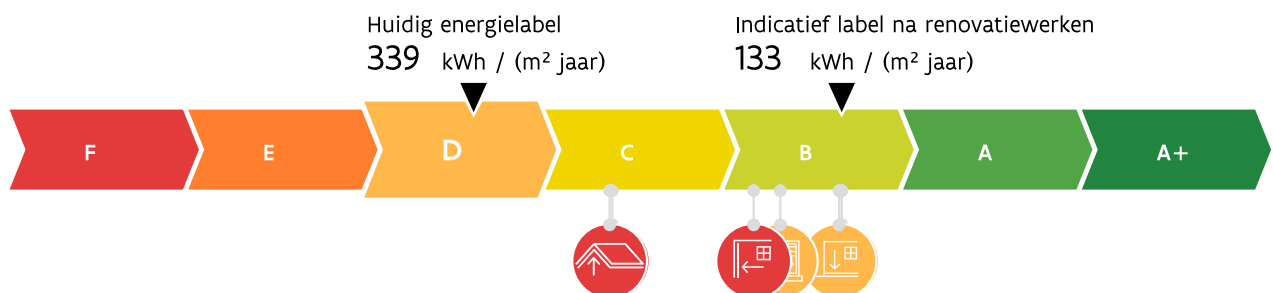 Huidig energielabel
339 kWh / (m² jaar)
Indicatief label na renovatiewerken
133 kWh / (m² jaar)
F E D C B A A+